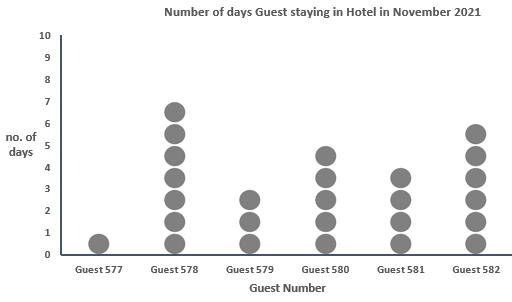 Number of days Guest staying in Hotel in November 2021
10
9
8
7
6
5
4
3
2
1
0
no. of
days
Guest 577 Guest 578 Guest 579 Guest 580 Guest 581 Guest 582
Guest Number